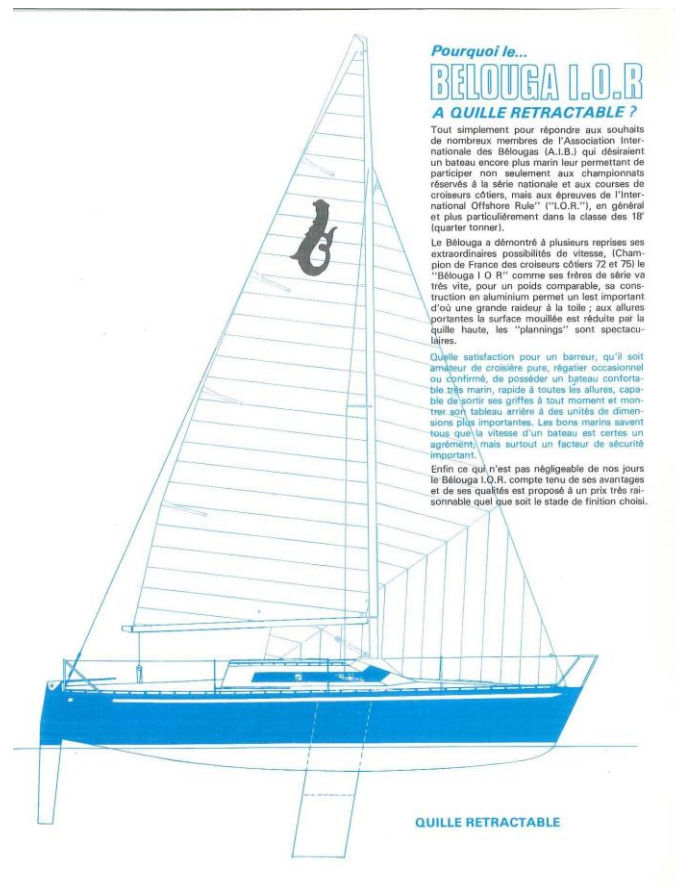 Pourquoi le...
BELOUGA I.O.R
A QUILLE RETRACTABLE ?
Tout simplement pour répondre aux souhaits
de nombreux membres de l'Association Inter-
nationale des Bélougas (A.I.B.) qui désiraient
un bateau encore plus marin leur permettant de
participer non seulement aux championnats
réservés à la série nationale et aux courses de
croiseurs côtiers, mais aux épreuves de l'Inter-
national Offshore Rule" ("I.O.R."), en général
et plus particulièrement dans la classe des 18'
(quarter tonner).
Le Bélouga a démontré à plusieurs reprises ses
extraordinaires possibilités de vitesse, (Cham-
pion de France des croiseurs côtiers 72 et 75) le
"Bélouga I O R" comme ses frères de série va
très vite, pour un poids comparable, sa cons-
truction en aluminium permet un lest important
d'où une grande raideur à la toile ; aux allures
portantes la surface mouillée est réduite par la
quille haute, les "plannings" sont spectacu-
laires.
Quelle satisfaction pour un barreur, qu'il soit
amateur de croisière pure, régatier occasionnel
ou confirmé, de posséder un bateau conforta-
ble très marin, rapide à toutes les allures, capa-
ble de sortir ses griffes à tout moment et mon-
trer son tableau arrière à des unités de dimen-
sions plus importantes. Les bons marins savent
tous que la vitesse d'un bateau est certes un
agrément, mais surtout un facteur de sécurité
important.
Enfin ce qui n'est pas négligeable de nos jours
le Bélouga I.O.R. compte tenu de ses avantages
et de ses qualités est proposé à un prix très rai-
sonnable quel que soit le stade de finition choisi.
QUILLE RETRACTABLE